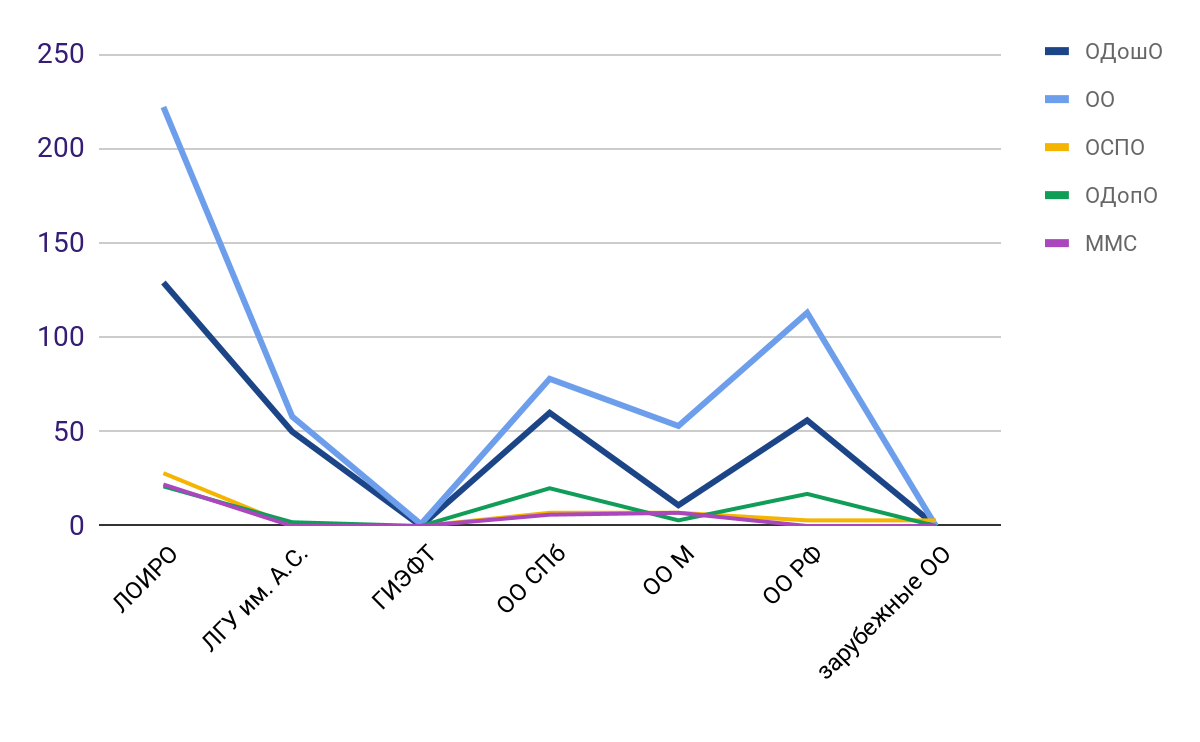 250
200
150
100
50
0
ЛОИРО
ЛГУ им. А.С.
ГИЭФТ
ОО СПб
ОО М
ОО РФ
зарубежные ОО
ОДошО
ОО
ОСПО
ОДопО
ММС